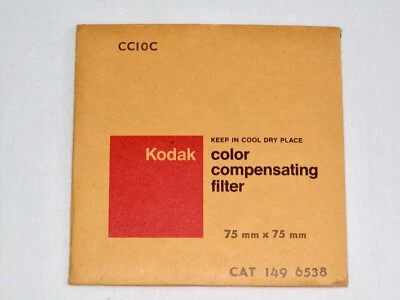 CC10C
KEEP IN COOL DRY PLACE
Kodak
color
compensating
filter
75 mm x 75 mm
CAT 149 6538